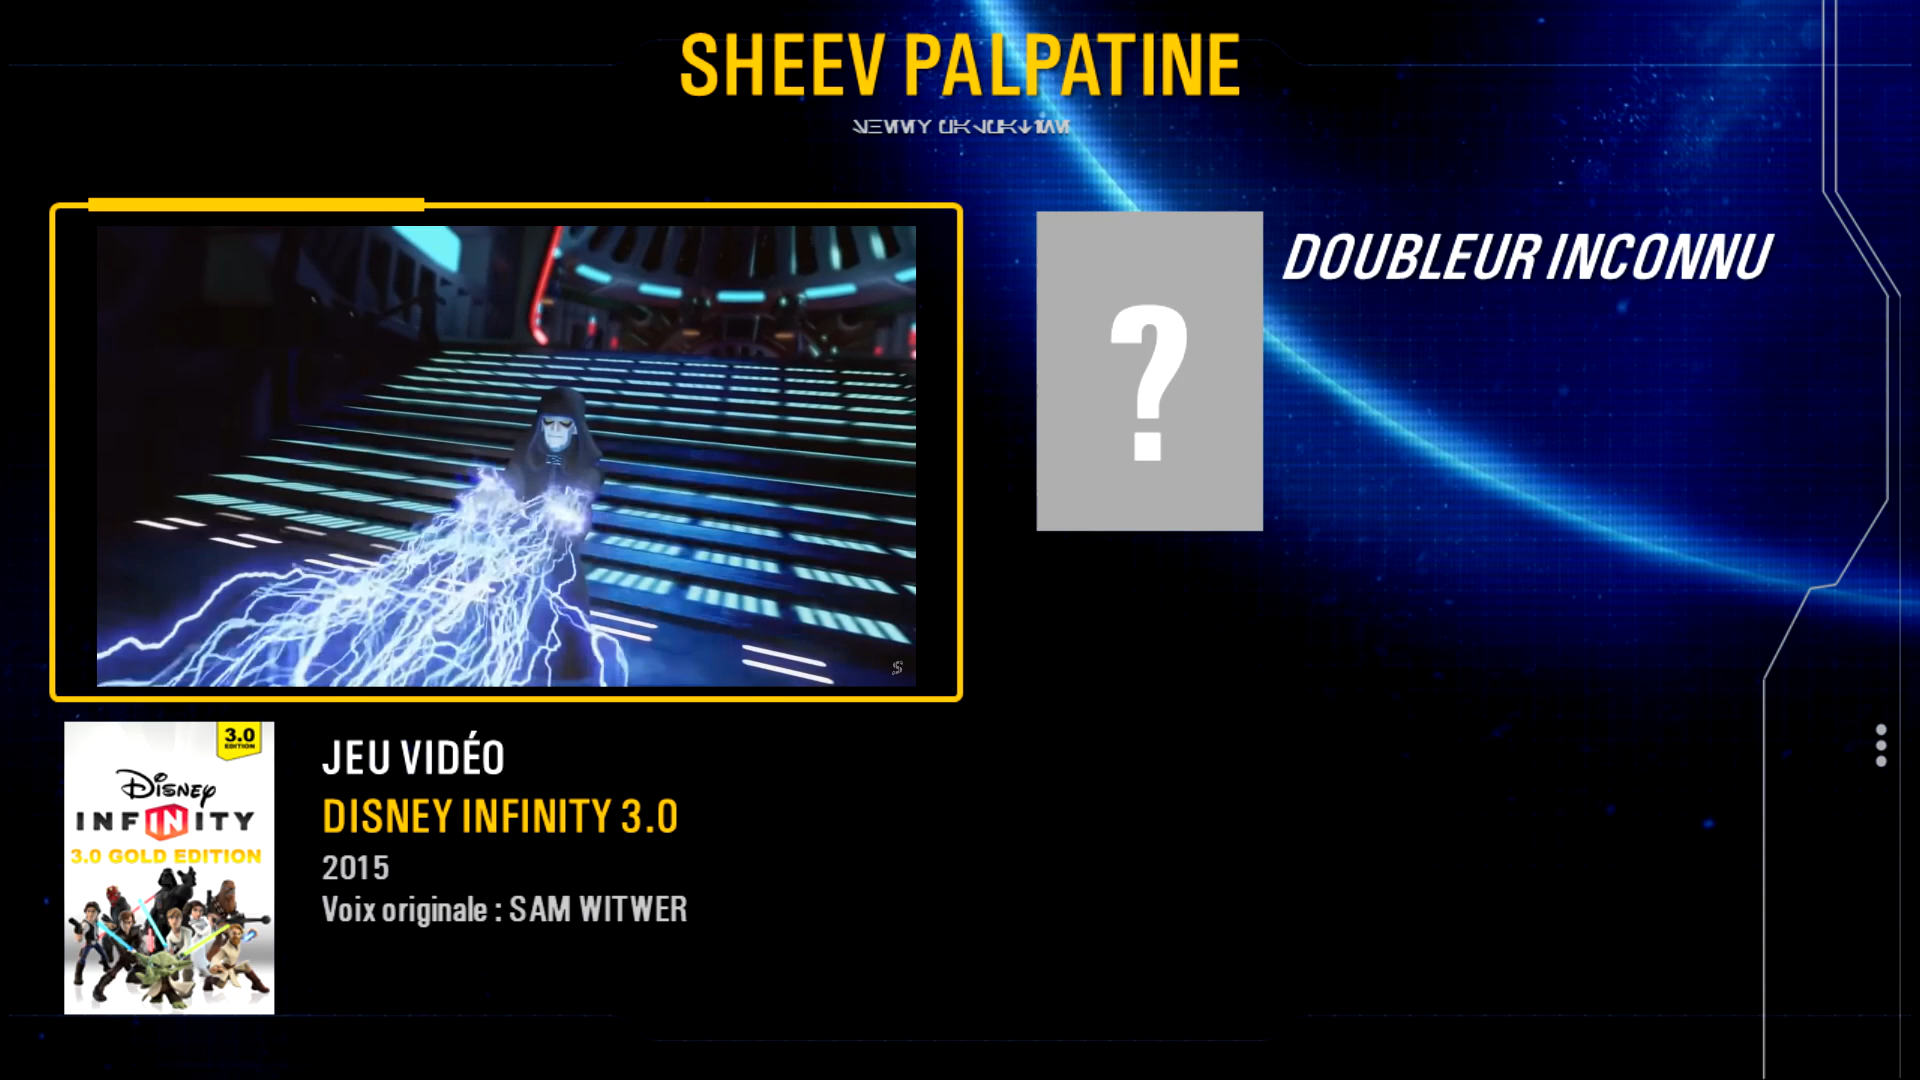 SHEEV PALPATINE
DOUBLEUR INCONNU
?
S
3.0
EDITION
Disney
INFINITY
3.0 GOLD EDITION
JEU VIDÉO
DISNEY INFINITY 3.0
2015
Voix originale : SAM WITWER